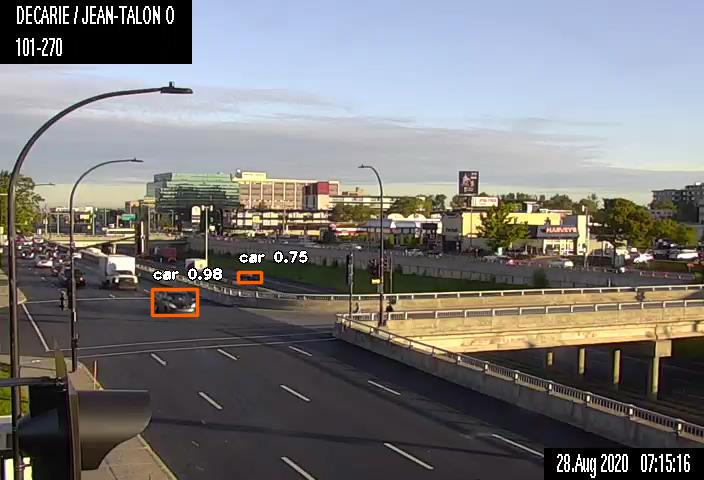 DECARIE / JEAN-TALON O
101-270
car 0.75
car 0.98
HARVEY'S
28.Aug 2020 07:15:16